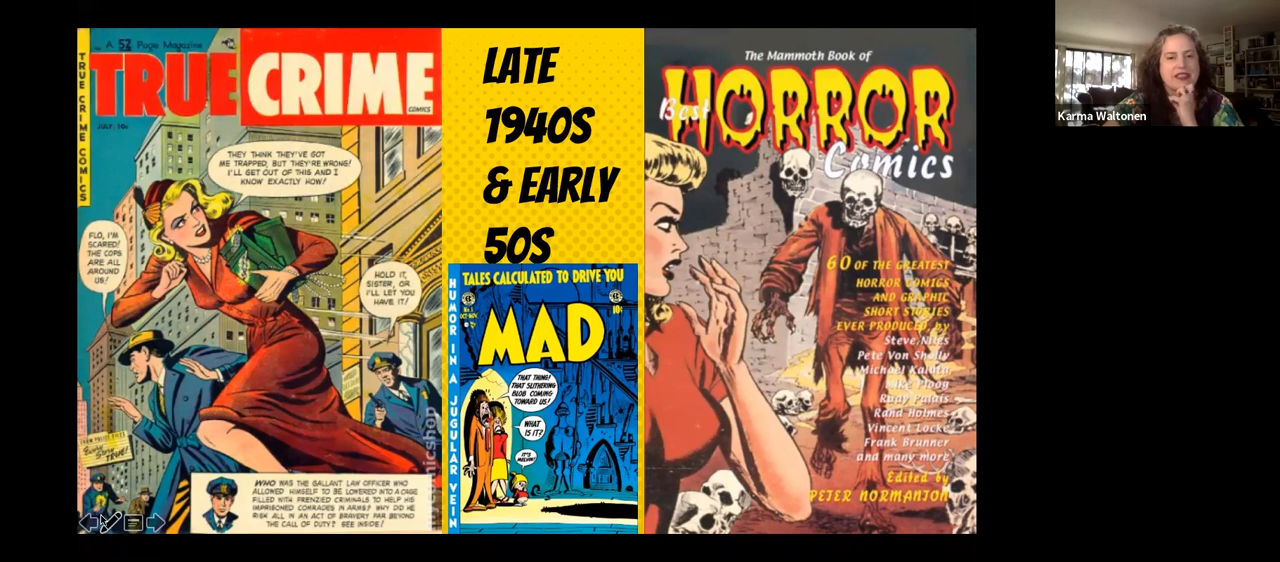 A 52 Page Magazine
TRUE CRIME
COMICS
JULY. 10c
TRUE CRIME COMICS
THEY THINK THEY'VE GOT
ME TRAPPED, BUT THEY'RE WRONG!
I'LL GET OUT OF THIS AND I
KNOW EXACTLY HOW!
FLO, I'M
SCARED!
THE COPS
ARE ALL
AROUND
US!
HOLD IT,
SISTER, OR
I'LL LET YOU
HAVE IT!
WHO WAS THE GALLANT LAW OFFICER WHO
ALLOWED HIMSELF TO BE LOWERED INTO A CAGE
FILLED WITH FRENZIED CRIMINALS TO HELP HIS
IMPRISONED COMRADES IN ARMS? WHY DID HE
RISK ALL IN AN ACT OF BRAVERY FAR BEYOND
THE CALL OF DUTY? SEE INSIDE!
LATE
1940S
& EARLY
50S
TALES CALCULATED TO DRIVE YOU
MAD
HUMOR IN A JUGULAR VEIN
10¢
THAT THING!
THAT SLITHERING
BLOB COMING
TOWARD US!
WHAT
IS IT?
IT'S
MELVIN!
The Mammoth Book of
Best
HORROR
Comics
60 OF THE GREATEST
HORROR COMICS
AND GRAPHIC
SHORT STORIES
EVER PRODUCED, by
Steve Niles
Pete Von Sholly
Michael Kaluta
Mike Ploog
Rudy Palais
Rand Holmes
Vincent Locke
Frank Brunner
and many more
Edited by
PETER NORMANTON
Karma Waltonen